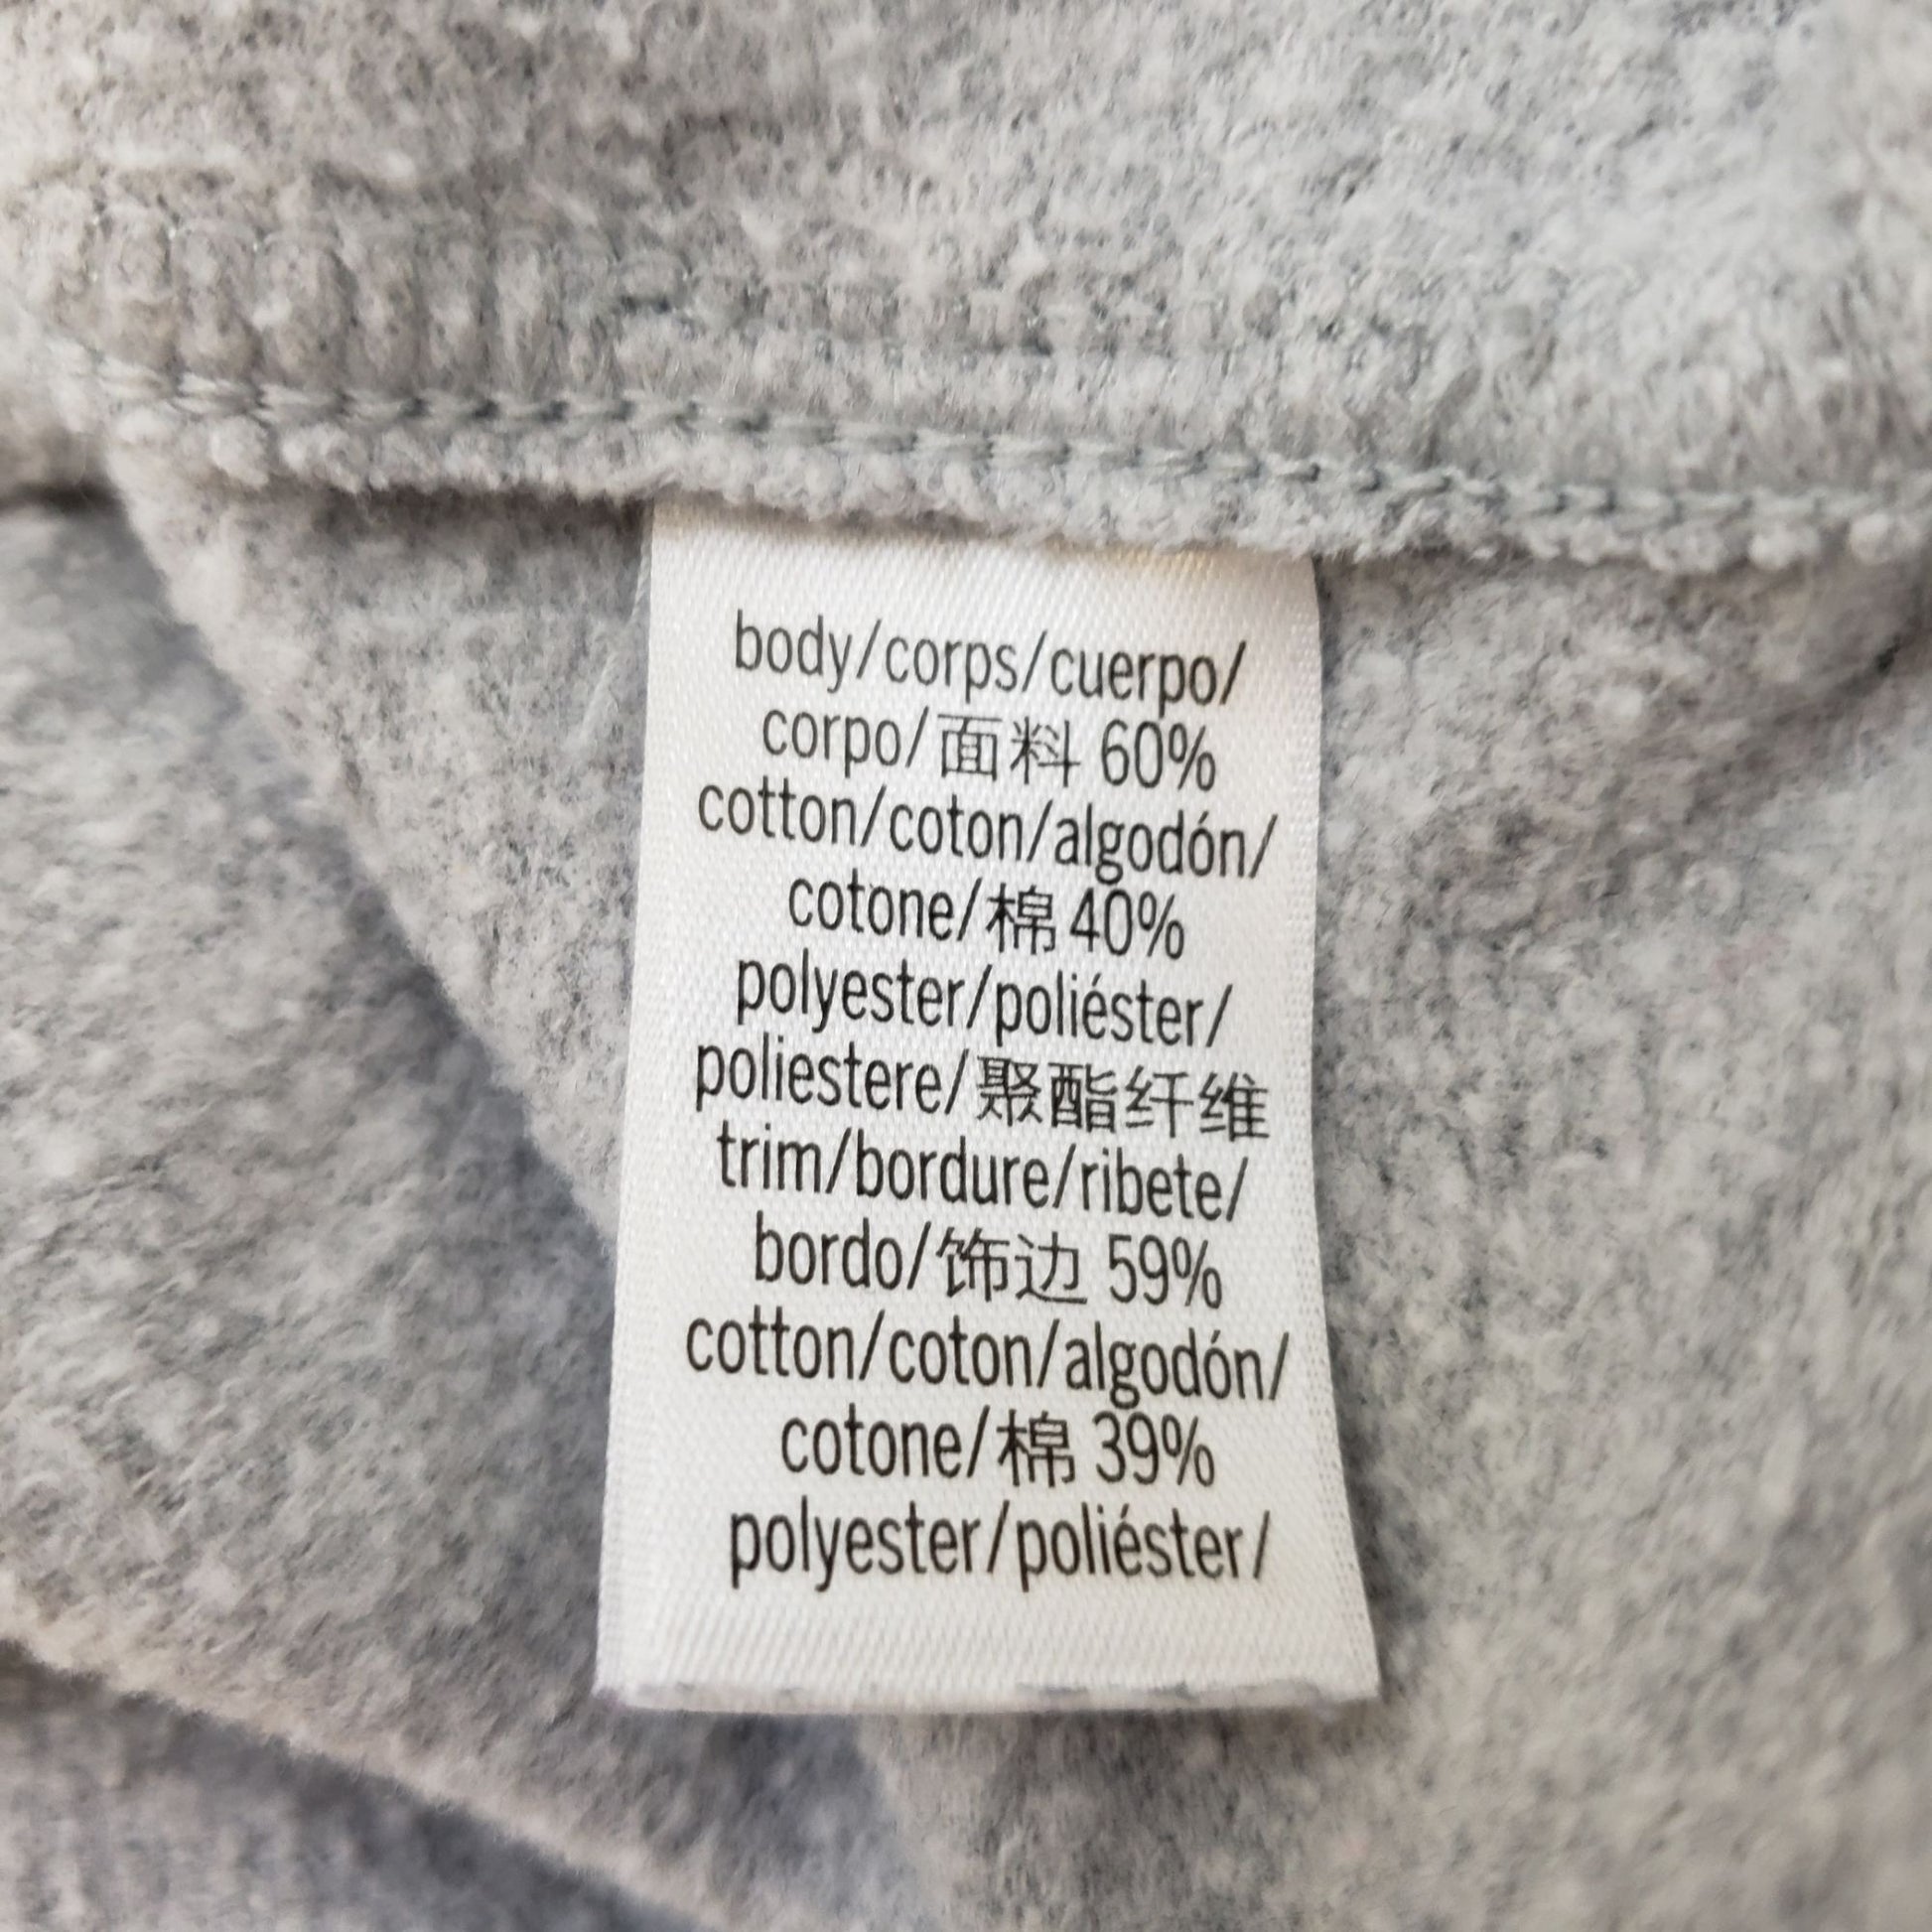 body/corps/cuerpo/
corpo/面料 60%
cotton/coton/algodón/
cotone/棉 40%
polyester/poliéster/
poliestere/聚酯纤维
trim/bordure/ribete/
bordo/饰边 59%
cotton/coton/algodón/
cotone/棉 39%
polyester/poliéster/